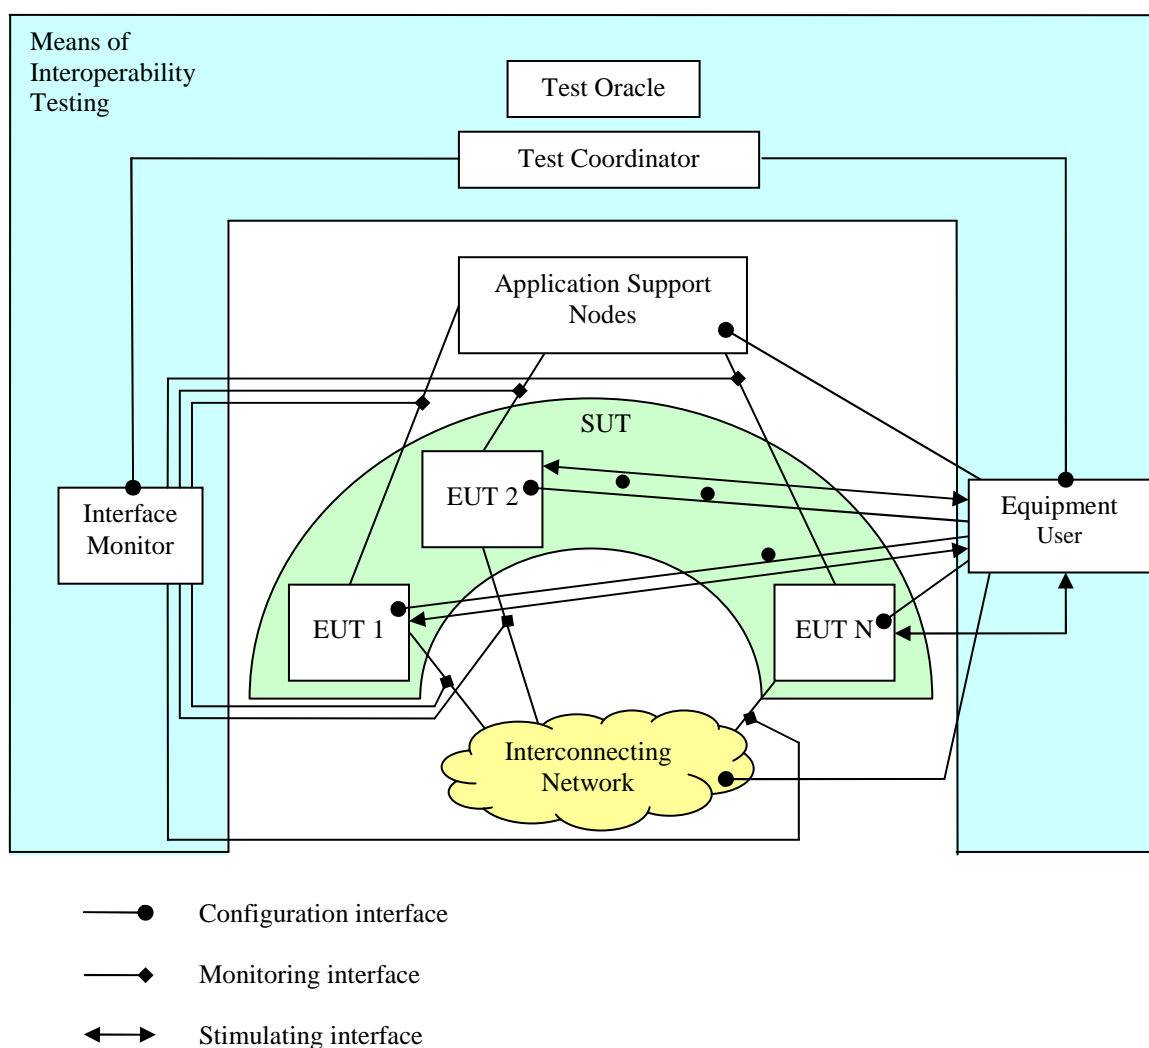 Means of
Interoperability
Testing
Test Oracle
Test Coordinator
Application Support
Nodes
SUT
EUT 2
Interface
Monitor
Equipment
User
EUT 1
EUT N
Interconnecting
Network
Configuration interface
Monitoring interface
Stimulating interface